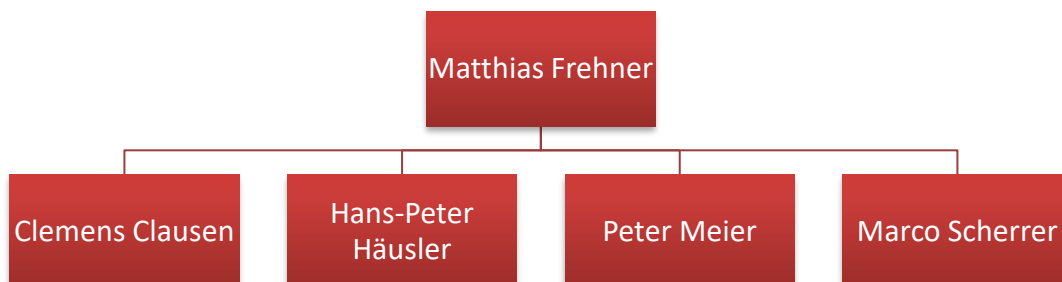 Matthias Frehner
Clemens Clausen
Hans-Peter
Häusler
Peter Meier
Marco Scherrer